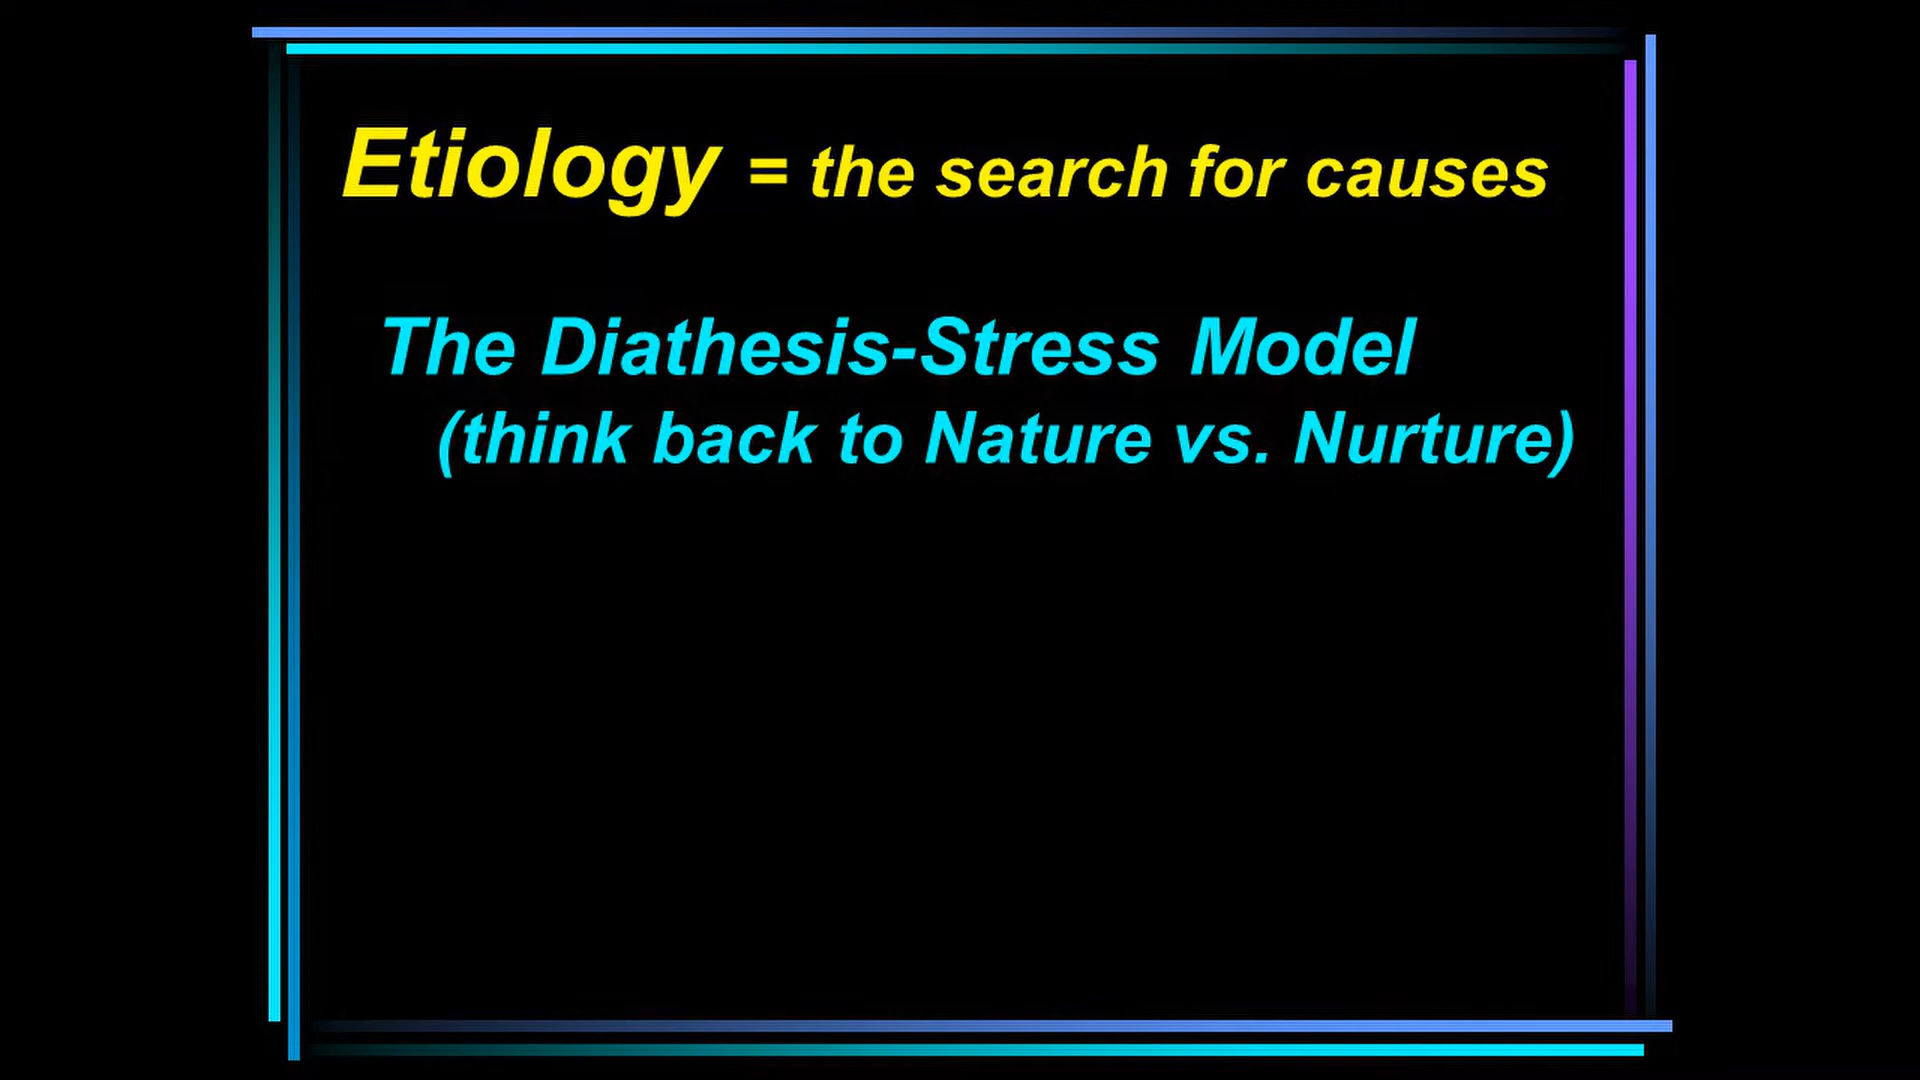 Etiology = the search for causes
The Diathesis-Stress Model
(think back to Nature vs. Nurture)